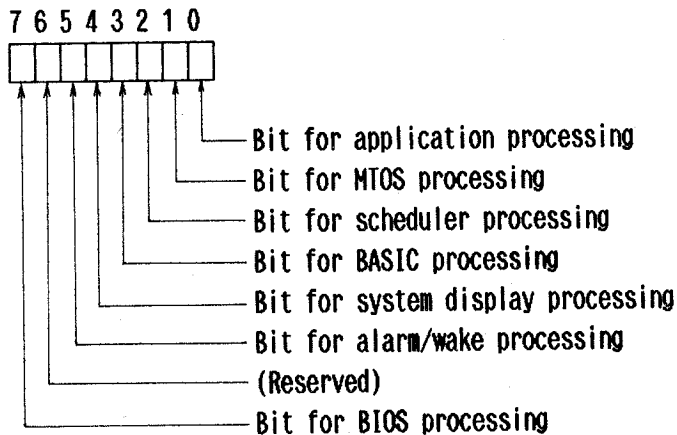 7 6 5 4 3 2 1 0
Bit for application processing
Bit for MTOS processing
Bit for scheduler processing
Bit for BASIC processing
Bit for system display processing
Bit for alarm/wake processing
(Reserved)
Bit for BIOS processing